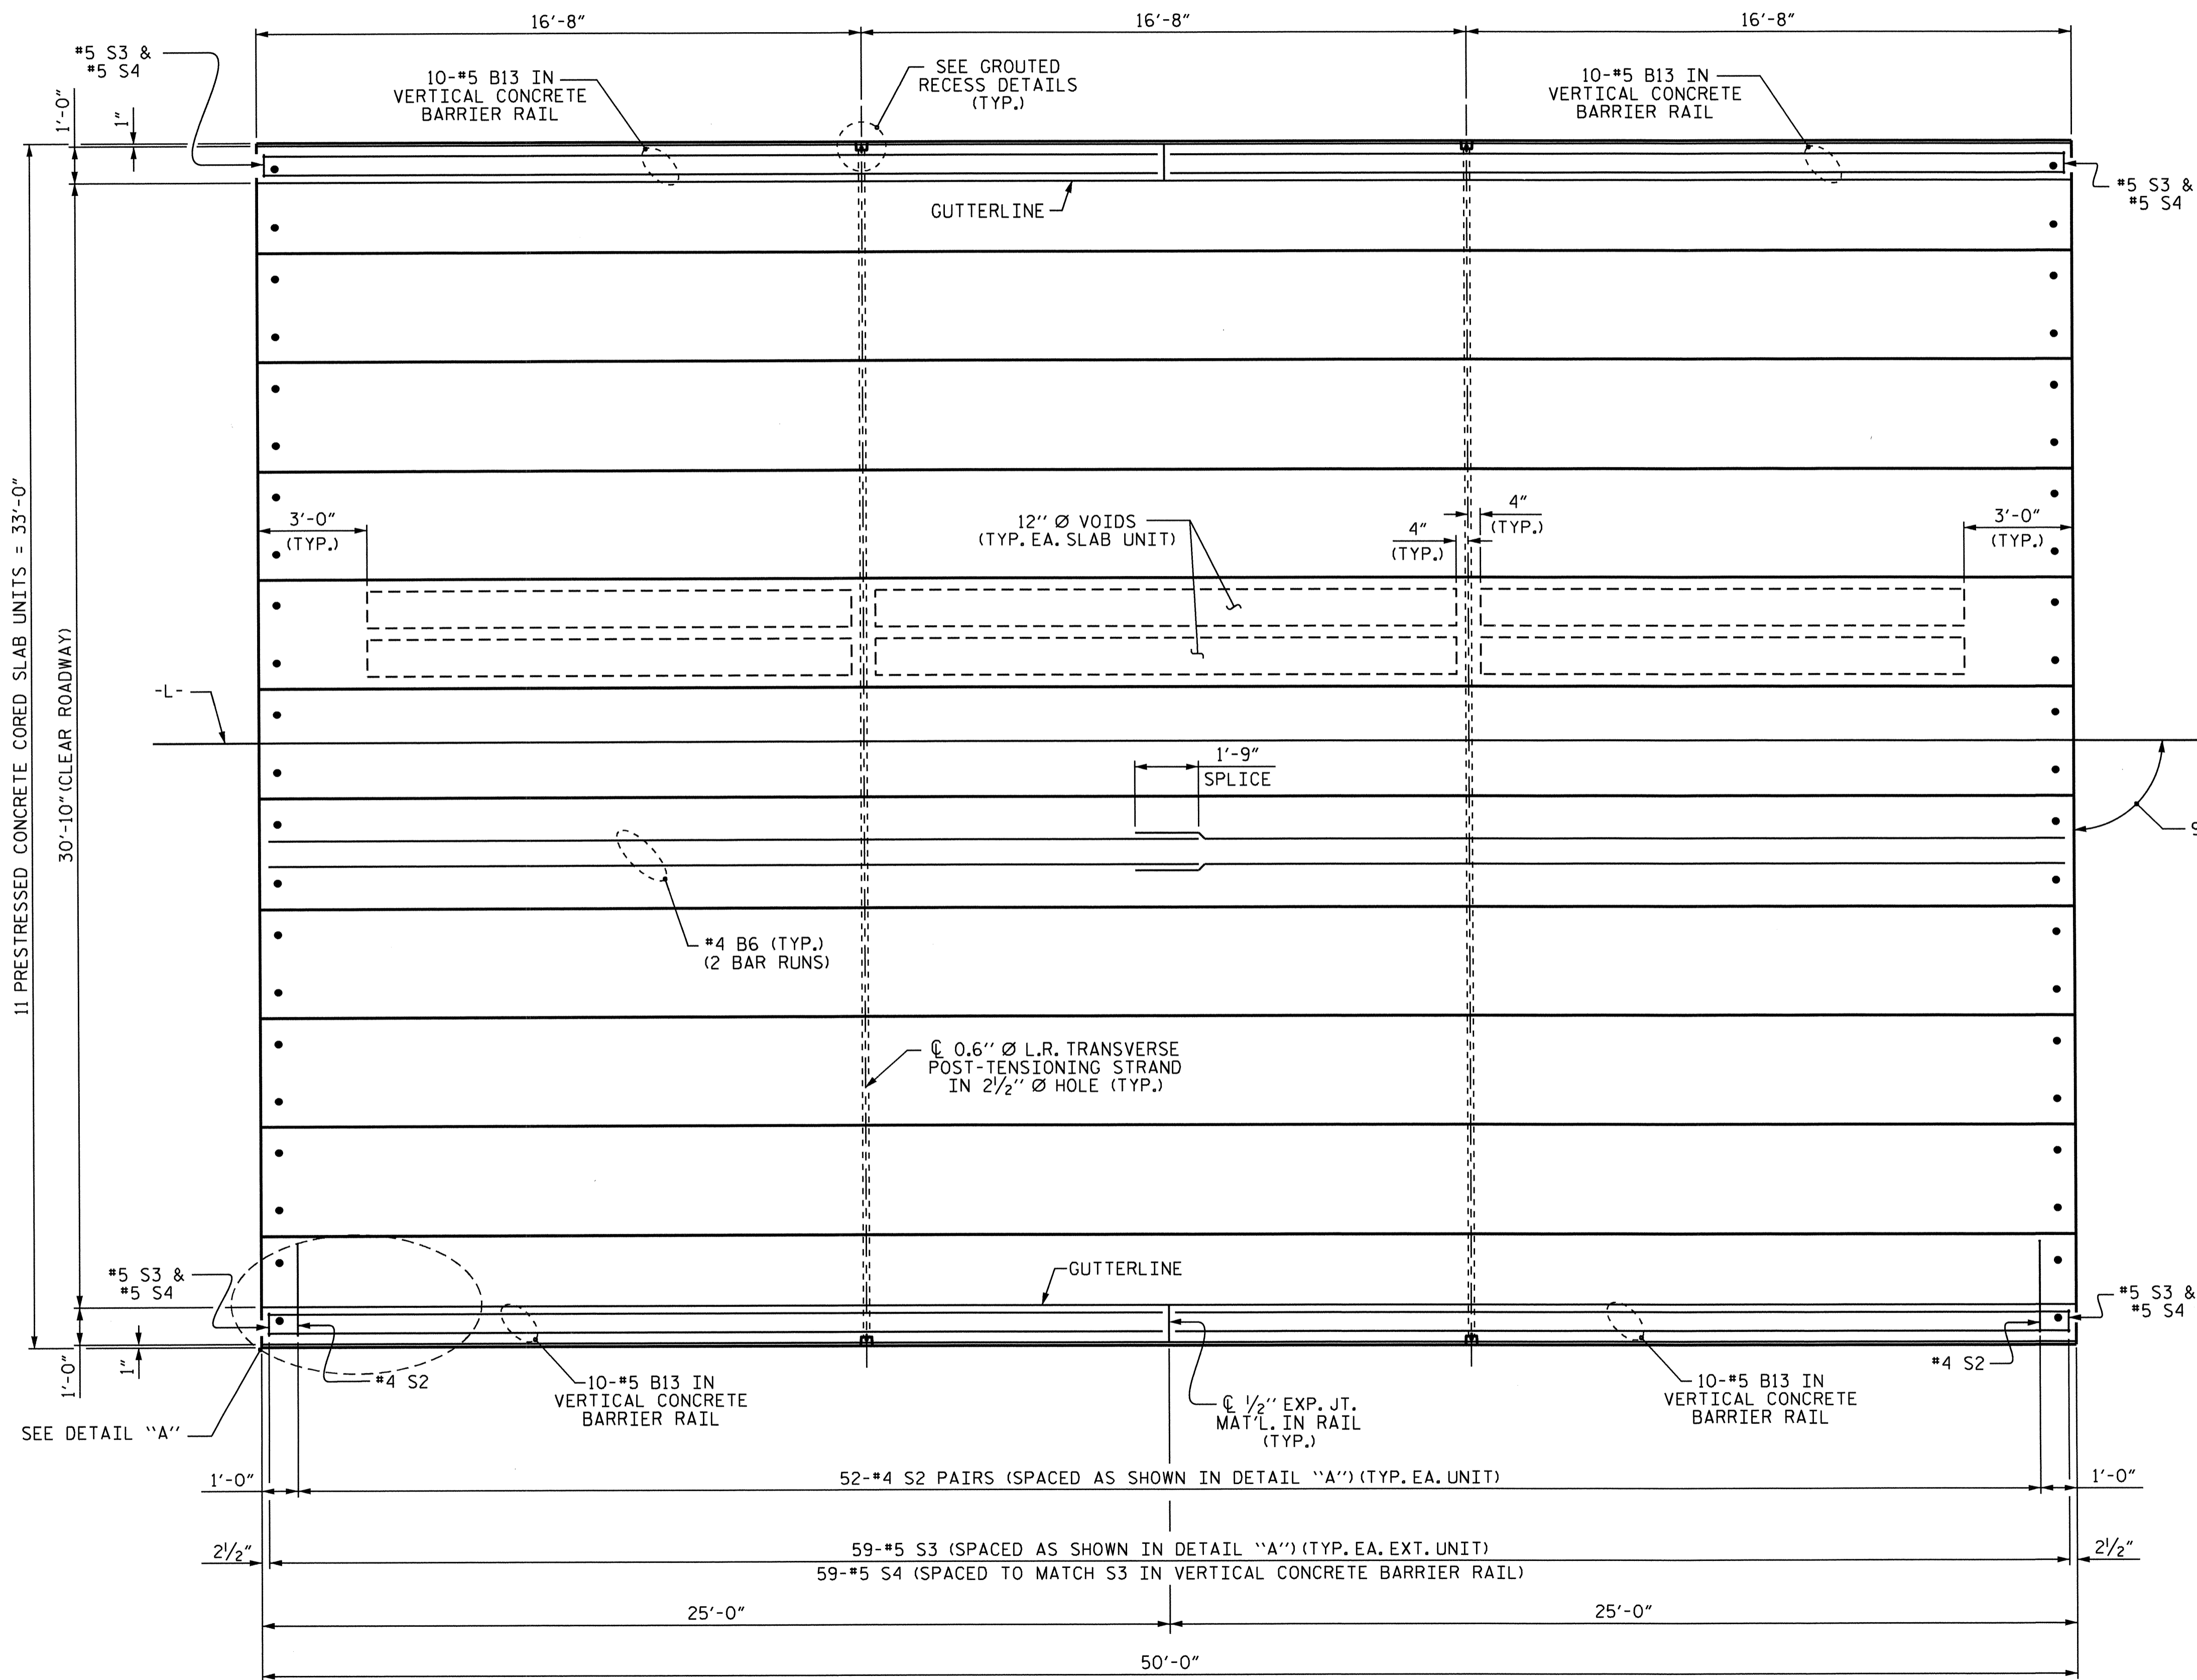 16'-8"
16'-8"
16'-8"
#5 S3 &
#5 S4
10-#5 B13 IN
VERTICAL CONCRETE
BARRIER RAIL
SEE GROUTED
RECESS DETAILS
(TYP.)
10-#5 B13 IN
VERTICAL CONCRETE
BARRIER RAIL
1'-0"
1"
#5 S3 &
#5 S4
GUTTERLINE
11 PRESTRESSED CONCRETE CORED SLAB UNITS = 33'-0"
30'-10" (CLEAR ROADWAY)
3'-0"
(TYP.)
12'' Ø VOIDS
(TYP. EA. SLAB UNIT)
4"
(TYP.)
4"
(TYP.)
3'-0"
(TYP.)
-L-
1'-9"
SPLICE
9
#4 B6 (TYP.)
(2 BAR RUNS)
℄ 0.6'' Ø L.R. TRANSVERSE
POST-TENSIONING STRAND
IN 2½'' Ø HOLE (TYP.)
#5 S3 &
#5 S4
GUTTERLINE
#5 S3 &
#5 S4
1'-0"
1"
#4 S2
10-#5 B13 IN
VERTICAL CONCRETE
BARRIER RAIL
℄ ½'' EXP. JT.
MAT'L. IN RAIL
(TYP.)
10-#5 B13 IN
VERTICAL CONCRETE
BARRIER RAIL
#4 S2
SEE DETAIL "A"
1'-0"
52-#4 S2 PAIRS (SPACED AS SHOWN IN DETAIL "A") (TYP. EA. UNIT)
1'-0"
2½"
59-#5 S3 (SPACED AS SHOWN IN DETAIL "A") (TYP. EA. EXT. UNIT)
2½"
59-#5 S4 (SPACED TO MATCH S3 IN VERTICAL CONCRETE BARRIER RAIL)
25'-0"
25'-0"
50'-0"